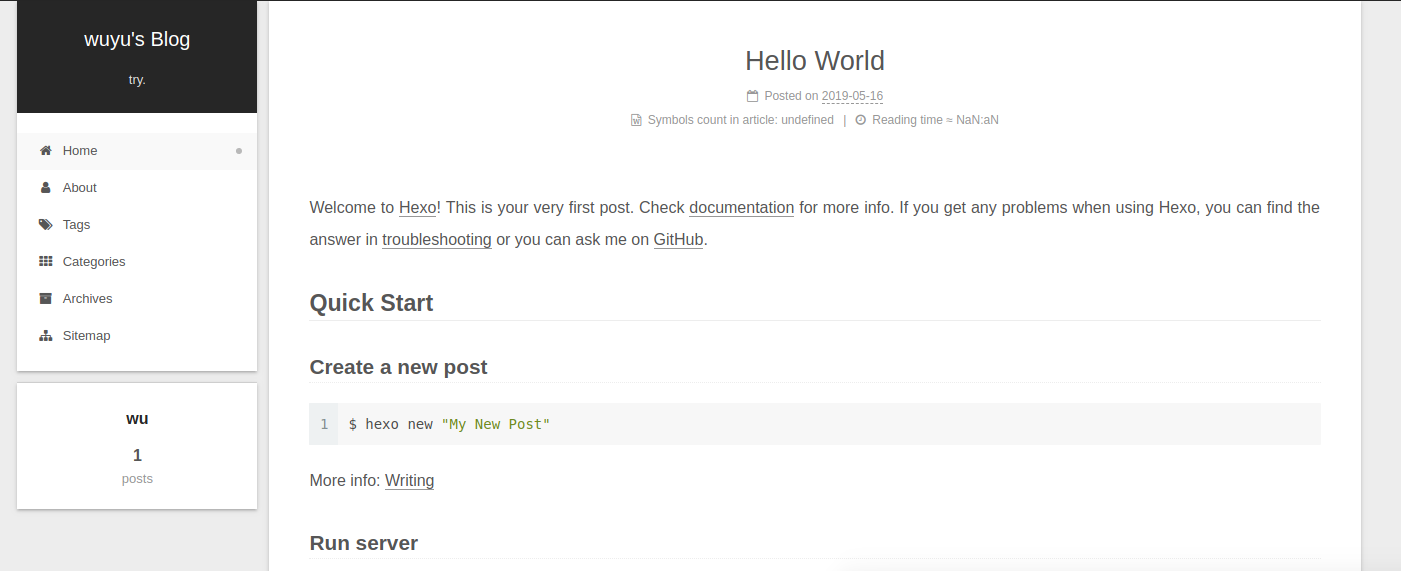 wuyu's Blog
try.
Home
About
Tags
Categories
Archives
Sitemap
wu
1
posts
Hello World
Posted on 2019-05-16
Symbols count in article: undefined | Reading time ≈ NaN:aN
Welcome to Hexo! This is your very first post. Check documentation for more info. If you get any problems when using Hexo, you can find the
answer in troubleshooting or you can ask me on GitHub.
Quick Start
Create a new post
1 $ hexo new "My New Post"
More info: Writing
Run server